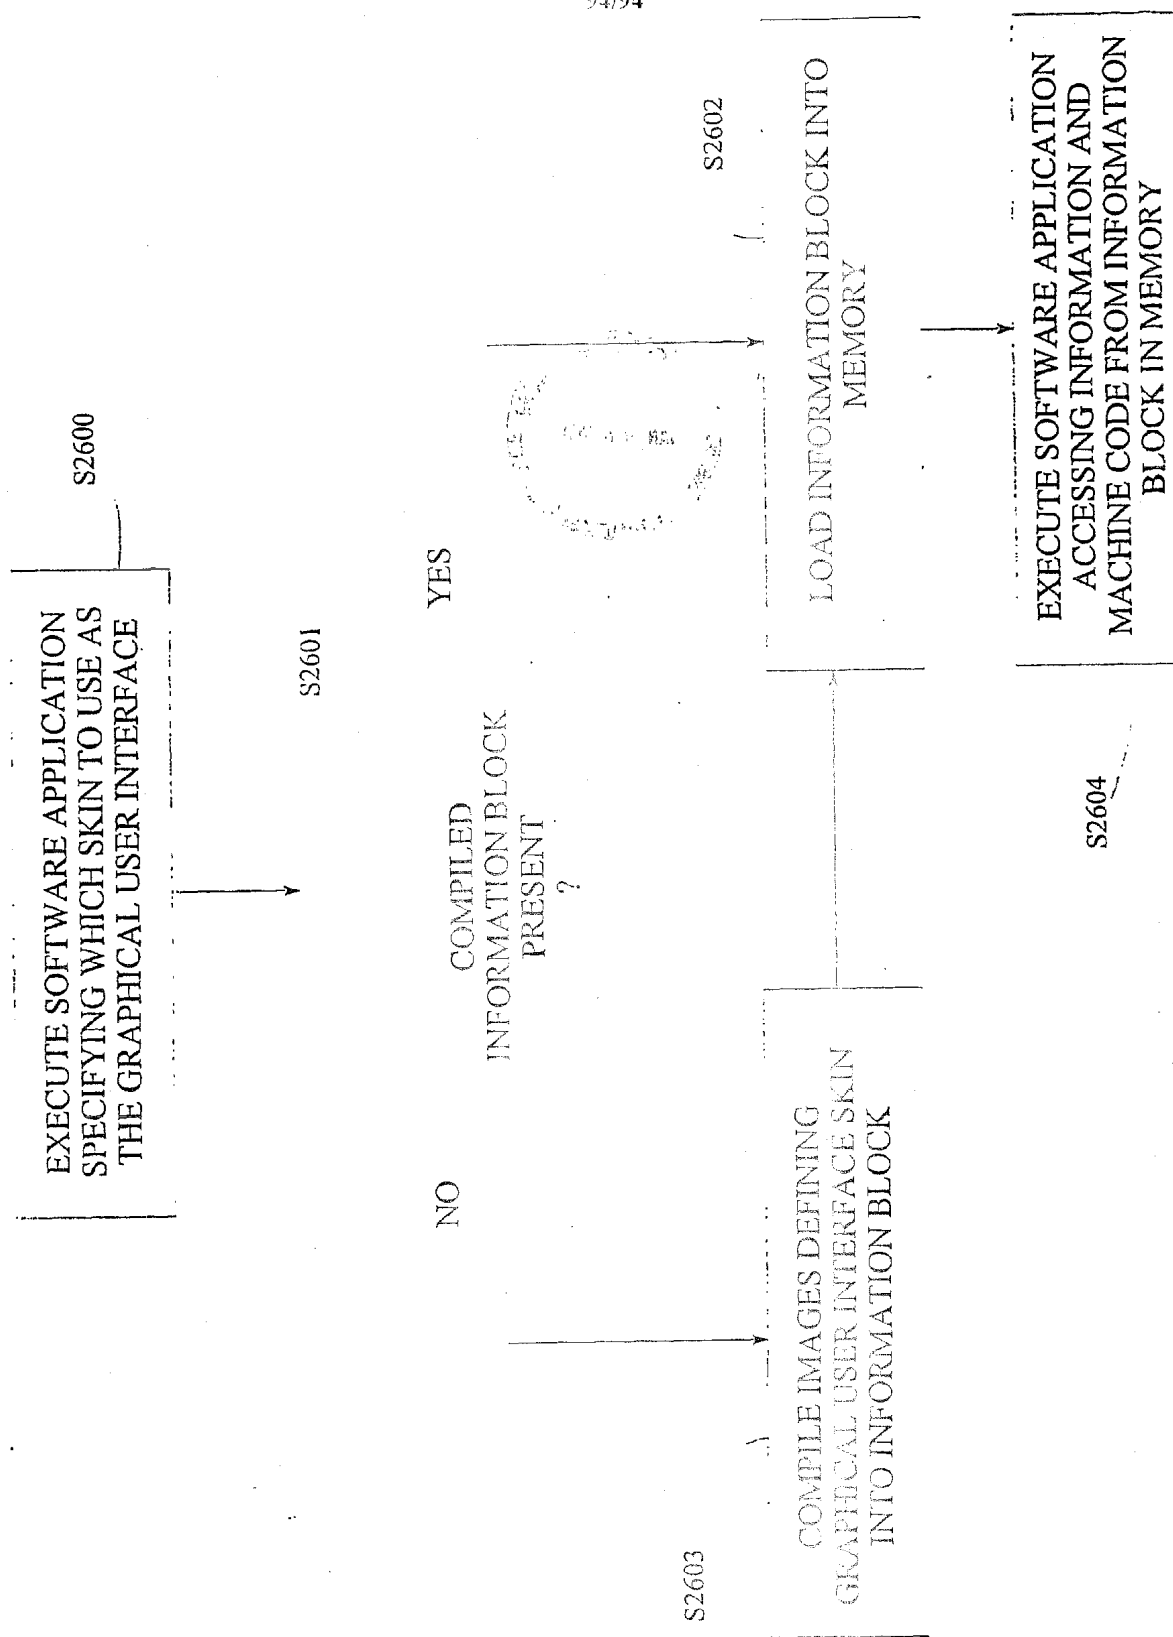 94/94
EXECUTE SOFTWARE APPLICATION
SPECIFYING WHICH SKIN TO USE AS
THE GRAPHICAL USER INTERFACE
S2600
S2601
COMPILED
INFORMATION BLOCK
PRESENT
?
NO
YES
S2603
COMPILE IMAGES DEFINING
GRAPHICAL USER INTERFACE SKIN
INTO INFORMATION BLOCK
S2602
LOAD INFORMATION BLOCK INTO
MEMORY
S2604
EXECUTE SOFTWARE APPLICATION
ACCESSING INFORMATION AND
MACHINE CODE FROM INFORMATION
BLOCK IN MEMORY